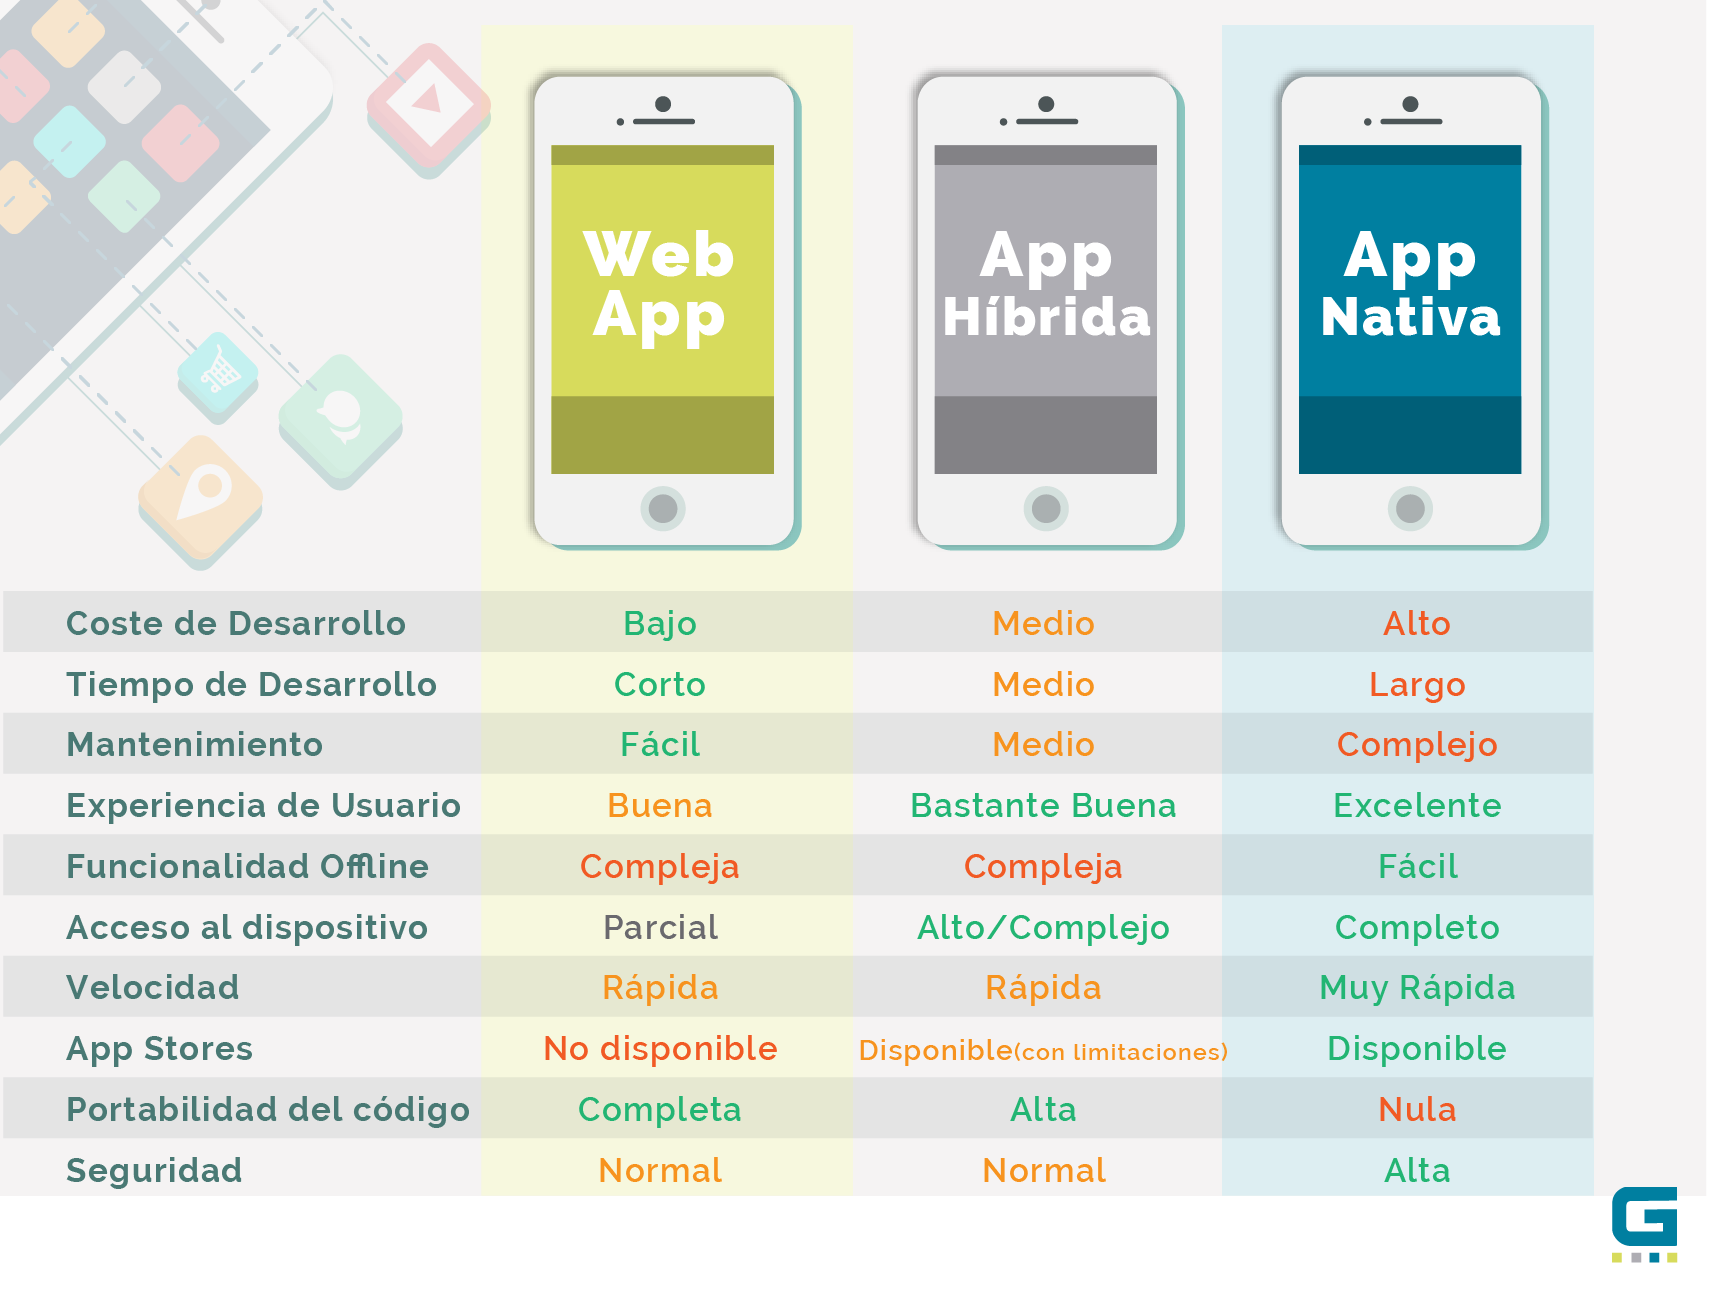 Web
App
App
Híbrida
App
Nativa
Coste de Desarrollo Bajo Medio Alto
Tiempo de Desarrollo Corto Medio Largo
Mantenimiento Fácil Medio Complejo
Experiencia de Usuario Buena Bastante Buena Excelente
Funcionalidad Offline Compleja Compleja Fácil
Acceso al dispositivo Parcial Alto/Complejo Completo
Velocidad Rápida Rápida Muy Rápida
App Stores No disponible Disponible(con limitaciones) Disponible
Portabilidad del código Completa Alta Nula
Seguridad Normal Normal Alta
G